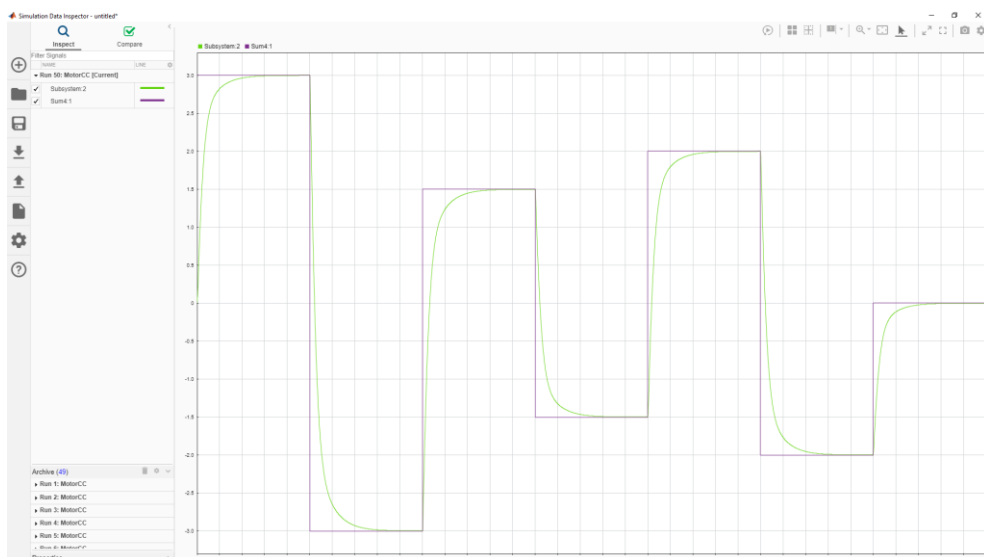 Simulation Data Inspector - untitled*
Inspect
Compare
Filter Signals
NAME
LINE
Run 50: MotorCC [Current]
Subsystem:2
Sum4:1
Archive (49)
Run 1: MotorCC
Run 2: MotorCC
Run 3: MotorCC
Run 4: MotorCC
Run 5: MotorCC
Subsystem:2 Sum4:1
3.0
2.5
2.0
1.5
1.0
0.5
0
-0.5
-1.0
-1.5
-2.0
-2.5
-3.0